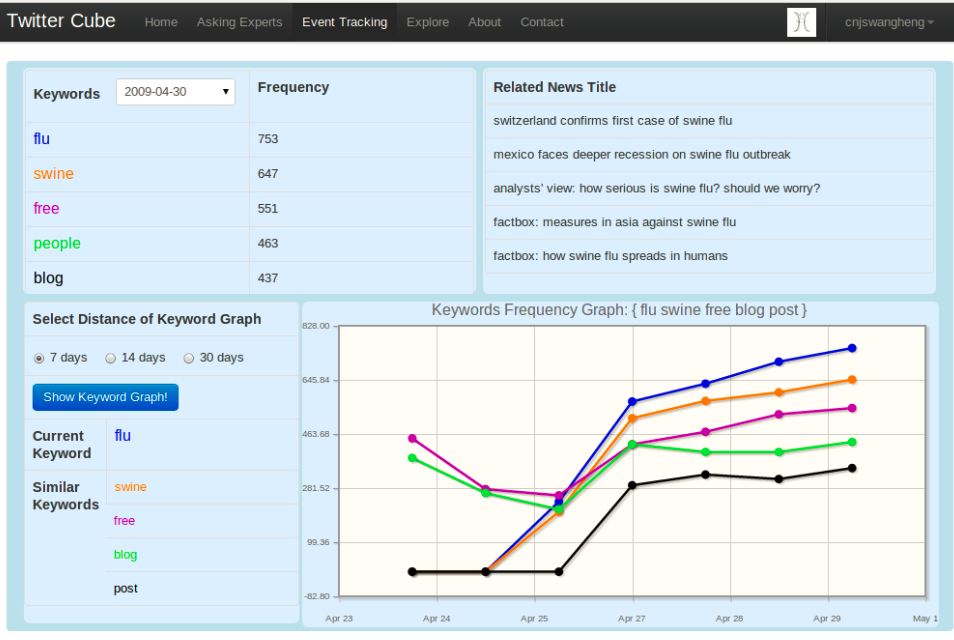 Twitter Cube Home Asking Experts Event Tracking Explore About Contact cnjswangheng
Keywords 2009-04-30 Frequency
flu 753
swine 647
free 551
people 463
blog 437
Related News Title
switzerland confirms first case of swine flu
mexico faces deeper recession on swine flu outbreak
analysts' view: how serious is swine flu? should we worry?
factbox: measures in asia against swine flu
factbox: how swine flu spreads in humans
Select Distance of Keyword Graph
7 days 14 days 30 days
Show Keyword Graph!
Current
Keyword
flu
Similar
Keywords
swine
free
blog
post
Keywords Frequency Graph: { flu swine free blog post }
828.00
645.84
463.68
281.52
99.36
-82.80
Apr 23 Apr 24 Apr 25 Apr 27 Apr 28 Apr 29 May 1